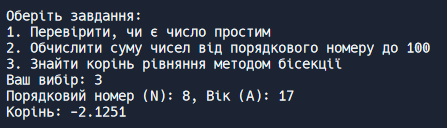 Оберіть завдання:
1. Перевірити, чи є число простим
2. Обчислити суму чисел від порядкового номеру до 100
3. Знайти корінь рівняння методом бісекції
Ваш вибір: 3
Порядковий номер (N): 8, Вік (A): 17
Корінь: -2.1251